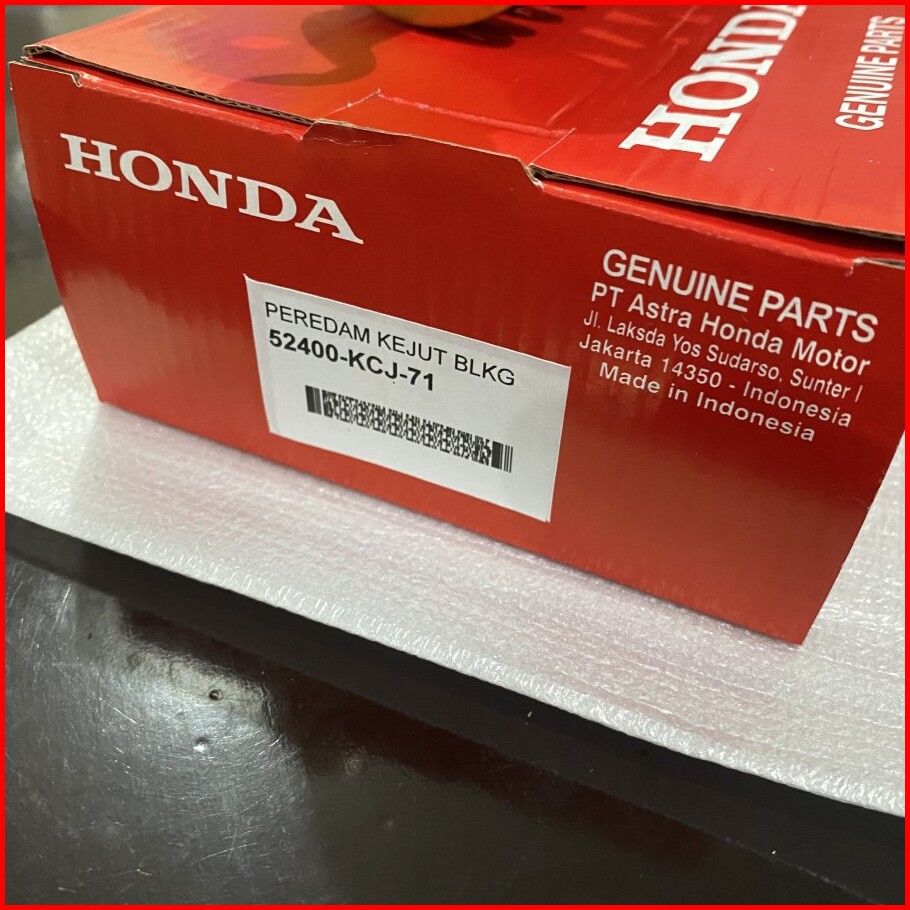 HONDA
GENUINE PARTS
HONDA
PEREDAM KEJUT BLKG
52400-KCJ-71
GENUINE PARTS
PT Astra Honda Motor
Jl. Laksda Yos Sudarso, Sunter I
Jakarta 14350 - Indonesia
Made in Indonesia